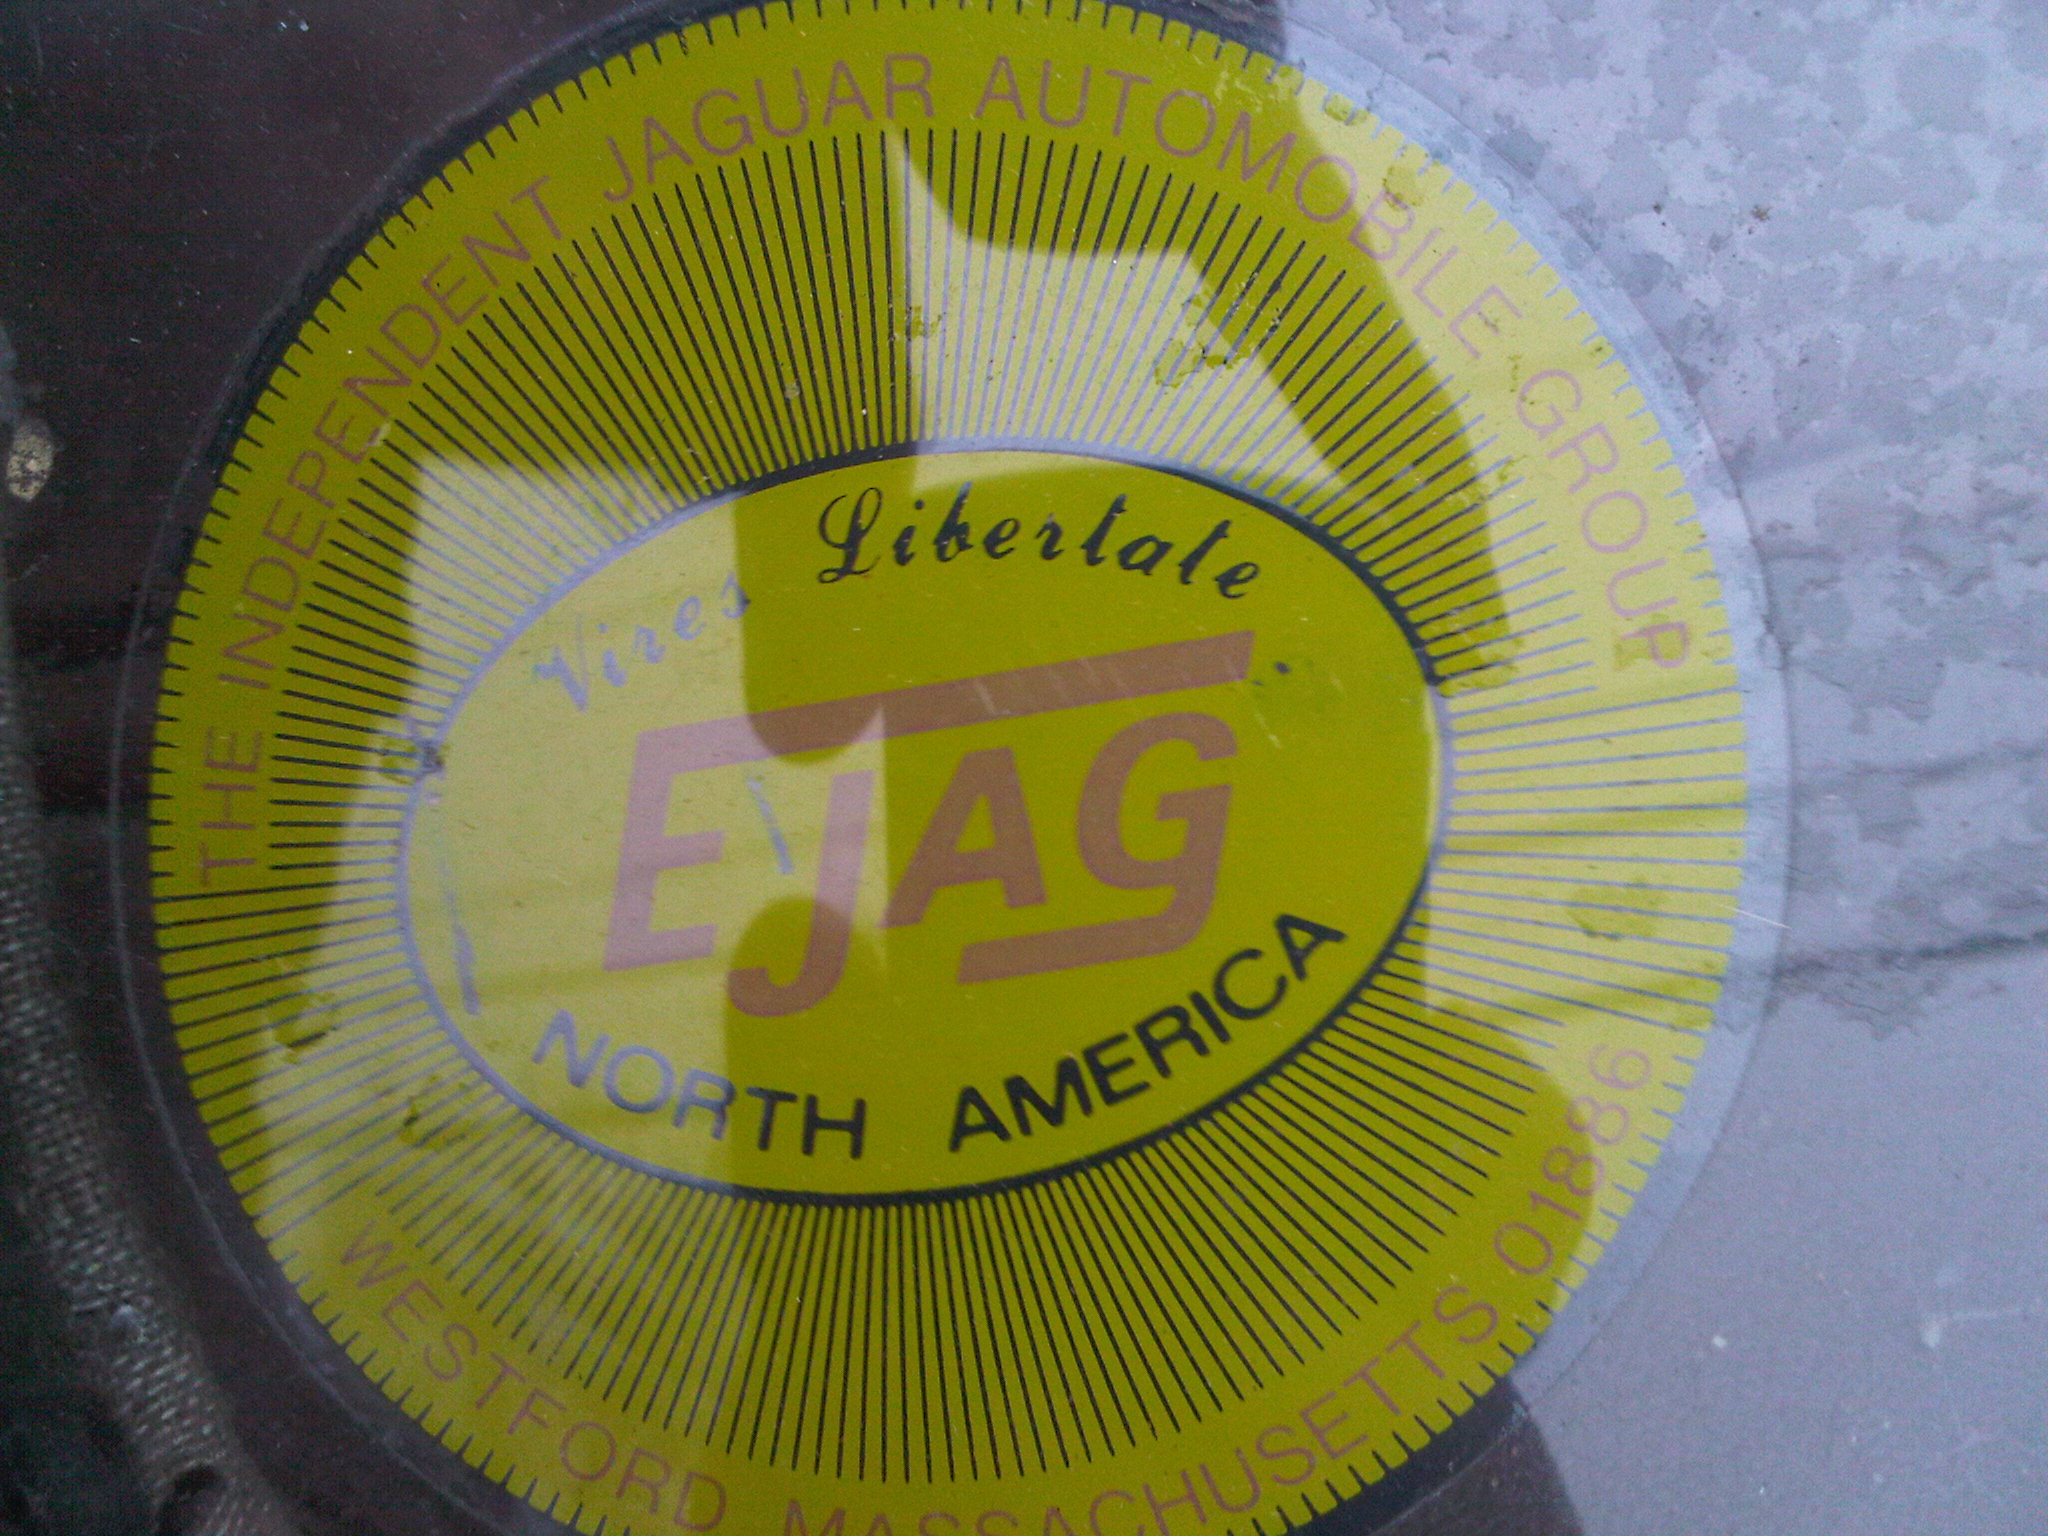 THE INDEPENDENT JAGUAR AUTOMOBILE GROUP
Vires Libertate
EJAG
NORTH AMERICA
WESTFORD MASSACHUSETTS 01886